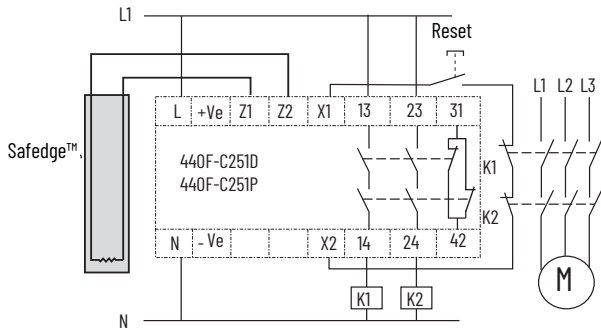 L1
Reset
L1 L2 L3
L +Ve Z1 Z2 X1 13 23 31
Safedge™
440F-C251D
440F-C251P
K1
K2
N - Ve X2 14 24 42
K1 K2
M
N